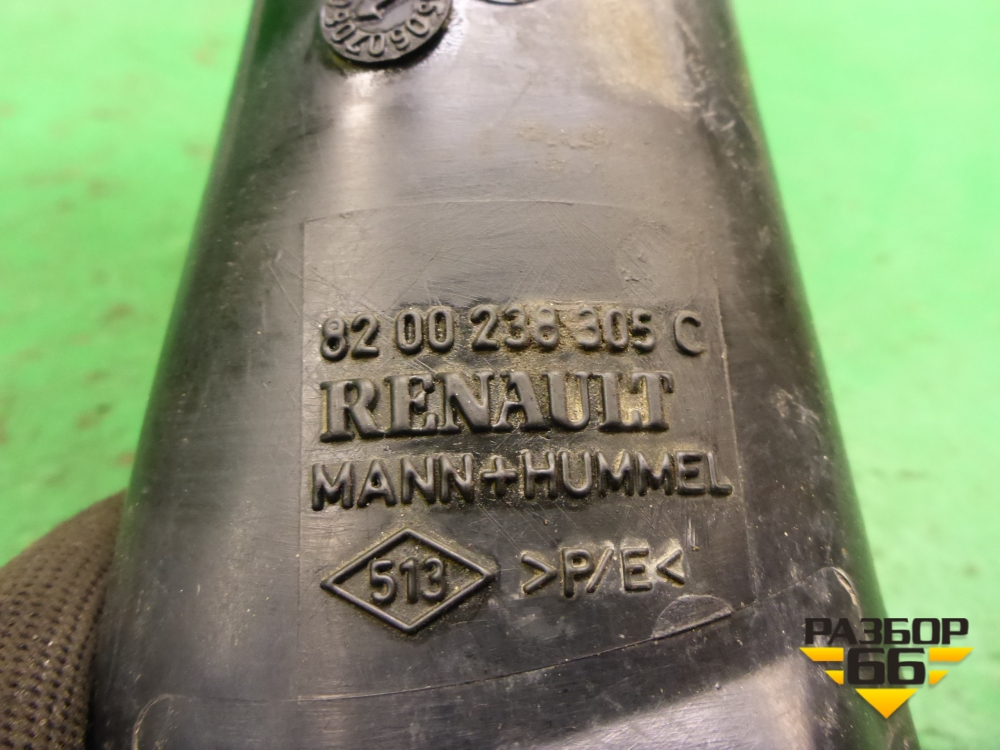 82 00 238 305 C
RENAULT
MANN+HUMMEL
513 >P/E<
РАЗБОР
66